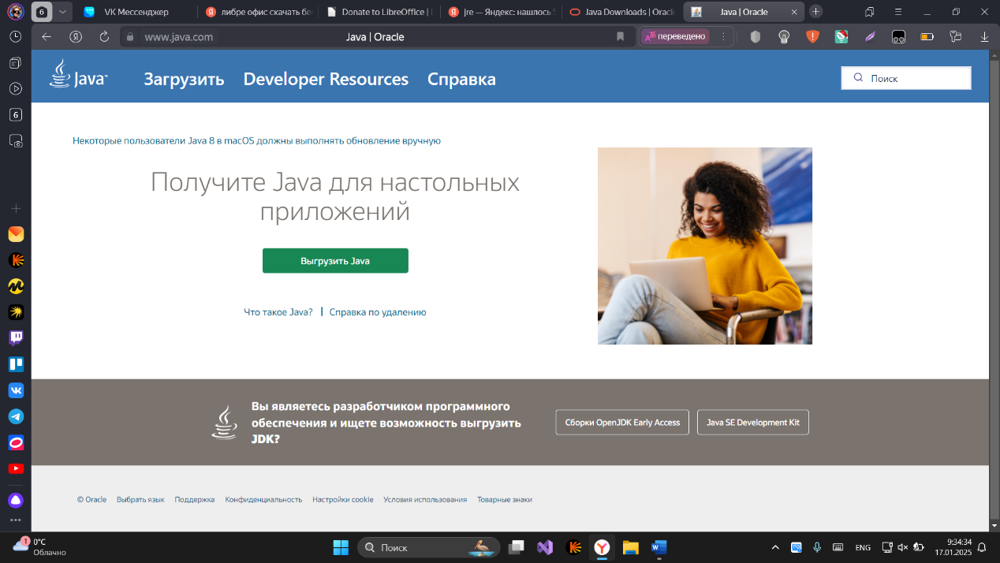 6
VK Мессенджер
либре офис скачать бе
Donate to LibreOffice |
jre — Яндекс: нашлось
Java Downloads | Oracle
Java | Oracle
www.java.com
Java | Oracle
переведено
6
Java
Загрузить
Developer Resources
Справка
Поиск
Некоторые пользователи Java 8 в macOS должны выполнять обновление вручную
Получите Java для настольных
приложений
Выгрузить Java
Что такое Java?
Справка по удалению
Вы являетесь разработчиком программного
обеспечения и ищете возможность выгрузить
JDK?
Сборки OpenJDK Early Access
Java SE Development Kit
© Oracle
Выбрать язык
Поддержка
Конфиденциальность
Настройки cookie
Условия использования
Товарные знаки
1
0°C
Облачно
Поиск
ENG
9:34:34
17.01.2025